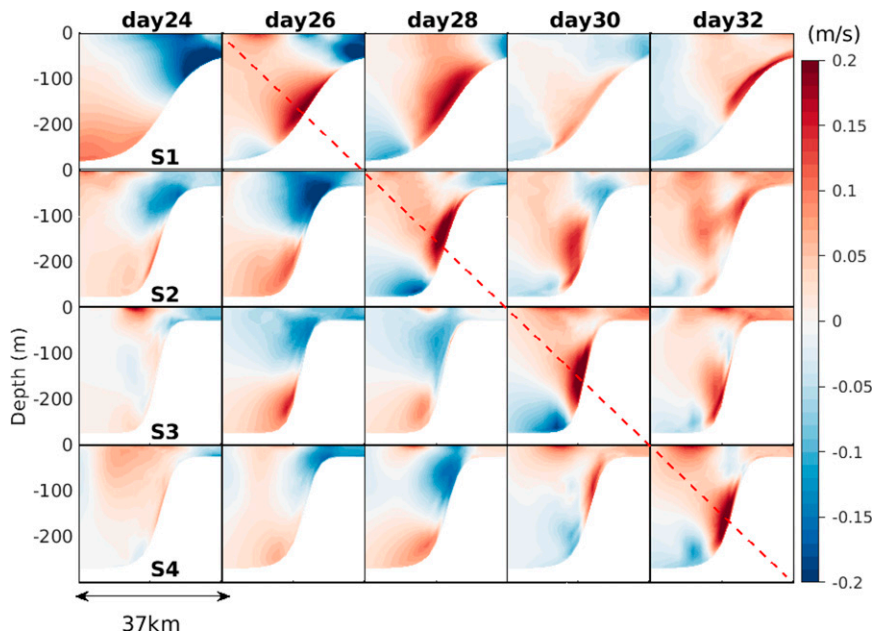 day24 day26 day28 day30 day32 (m/s)
0 0.2
-100 0.15
-200
S1 0.1
0
-100 0.05
-200
S2 0
0
-100 -0.05
Depth (m)
-200
S3 -0.1
0
-100 -0.15
-200
S4 -0.2
37km